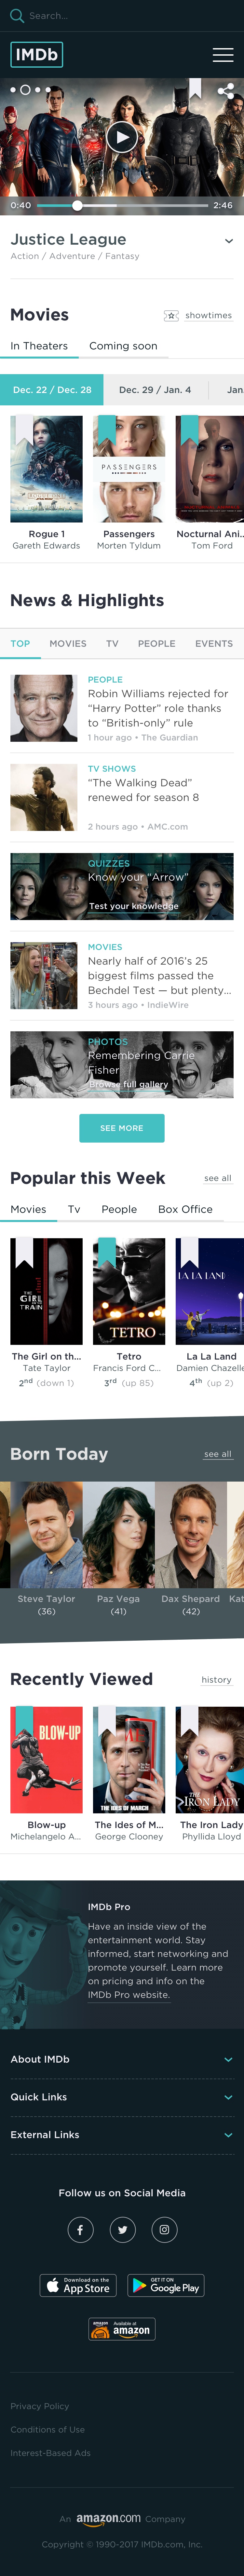 Search...
IMDb
0:40
2:46
Justice League
Action / Adventure / Fantasy
Movies
showtimes
In Theaters
Coming soon
Dec. 22 / Dec. 28
Dec. 29 / Jan. 4
Jan.
PASSENGERS
Rogue 1
Passengers
Nocturnal Ani...
Gareth Edwards
Morten Tyldum
Tom Ford
News & Highlights
TOP
MOVIES
TV
PEOPLE
EVENTS
PEOPLE
Robin Williams rejected for
“Harry Potter” role thanks
to “British-only” rule
1 hour ago • The Guardian
TV SHOWS
“The Walking Dead”
renewed for season 8
2 hours ago • AMC.com
QUIZZES
Know your “Arrow”
Test your knowledge
MOVIES
Nearly half of 2016's 25
biggest films passed the
Bechdel Test — but plenty...
3 hours ago • IndieWire
PHOTOS
Remembering Carrie
Fisher
Browse full gallery
SEE MORE
Popular this Week
see all
Movies
Tv
People
Box Office
THE GIRL ON THE TRAIN
TETRO
LA LA LAND
The Girl on th...
Tetro
La La Land
Tate Taylor
Francis Ford C...
Damien Chazelle
2nd (down 1)
3rd (up 85)
4th (up 2)
Born Today
see all
Steve Taylor
Paz Vega
Dax Shepard
Kat
(36)
(41)
(42)
Recently Viewed
history
BLOW-UP
THE IDES OF MARCH
THE IRON LADY
Blow-up
The Ides of M...
The Iron Lady
Michelangelo A...
George Clooney
Phyllida Lloyd
IMDb Pro
Have an inside view of the
entertainment world. Stay
informed, start networking and
promote yourself. Learn more
on pricing and info on the
IMDb Pro website.
About IMDb
Quick Links
External Links
Follow us on Social Media
Download on the
App Store
GET IT ON
Google Play
Available at
amazon
Privacy Policy
Conditions of Use
Interest-Based Ads
An amazon.com Company
Copyright © 1990-2017 IMDb.com, Inc.